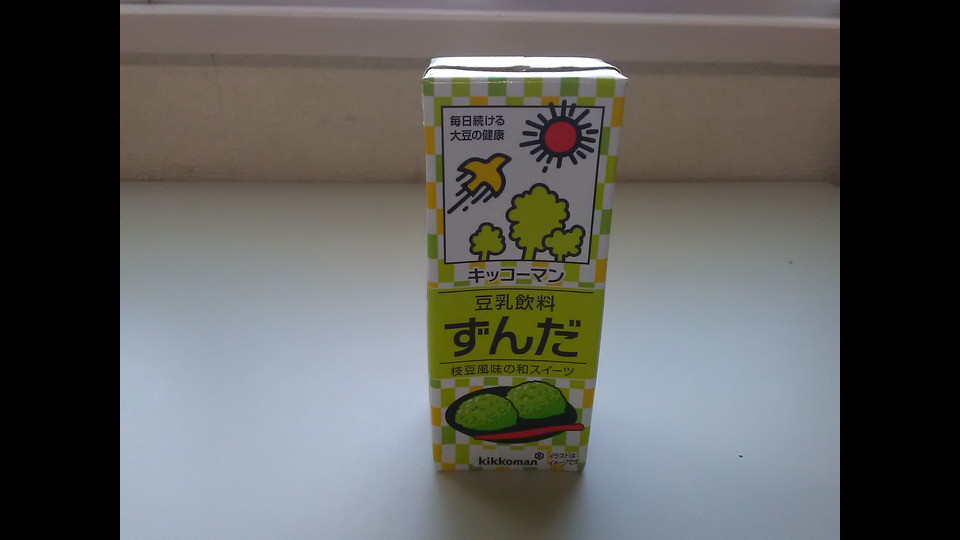 毎日続ける
大豆の健康
キッコーマン
豆乳飲料
ずんだ
枝豆風味の和スイーツ
kikkoman
イラストは
イメージです